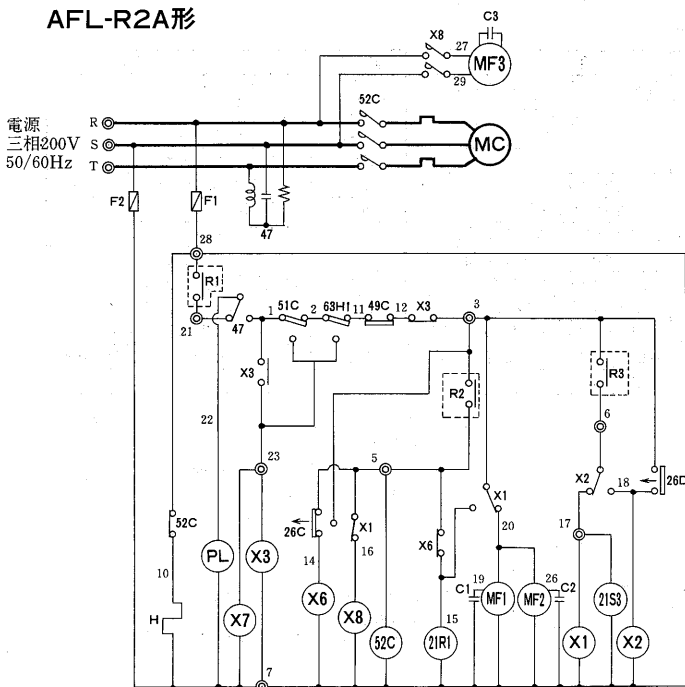 AFL-R2A形
C3
X8
27
MF3
29
52C
電源
三相200V
50/60Hz
R
S
T
MC
F2
F1
47
28
R1
21
47
1
51C
2
63H1
11
49C
12
X3
3
X3
R2
R3
22
6
23
5
X2
18
26D
52C
26C
X1
16
X6
X1
20
17
14
10
PL
X3
H
X7
X6
X8
52C
15
21R1
C1
19
MF1
MF2
26
C2
21S3
X1
X2
7